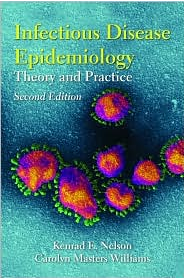 Infectious Disease
Epidemiology
Theory and Practice
Second Edition
Kenrad E. Nelson
Carolyn Masters Williams